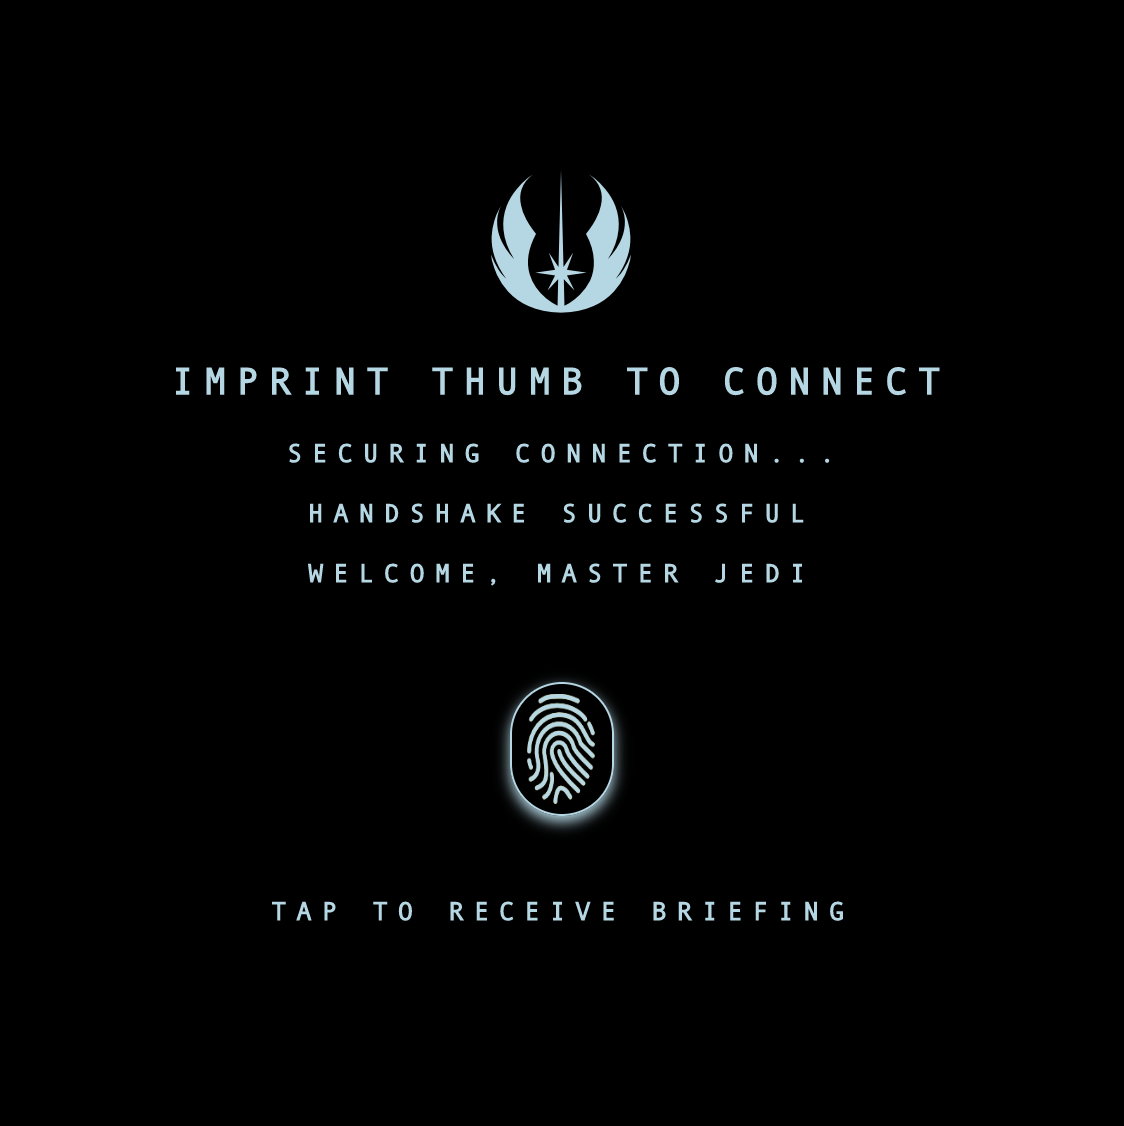 IMPRINT THUMB TO CONNECT
SECURING CONNECTION...
HANDSHAKE SUCCESSFUL
WELCOME, MASTER JEDI
TAP TO RECEIVE BRIEFING